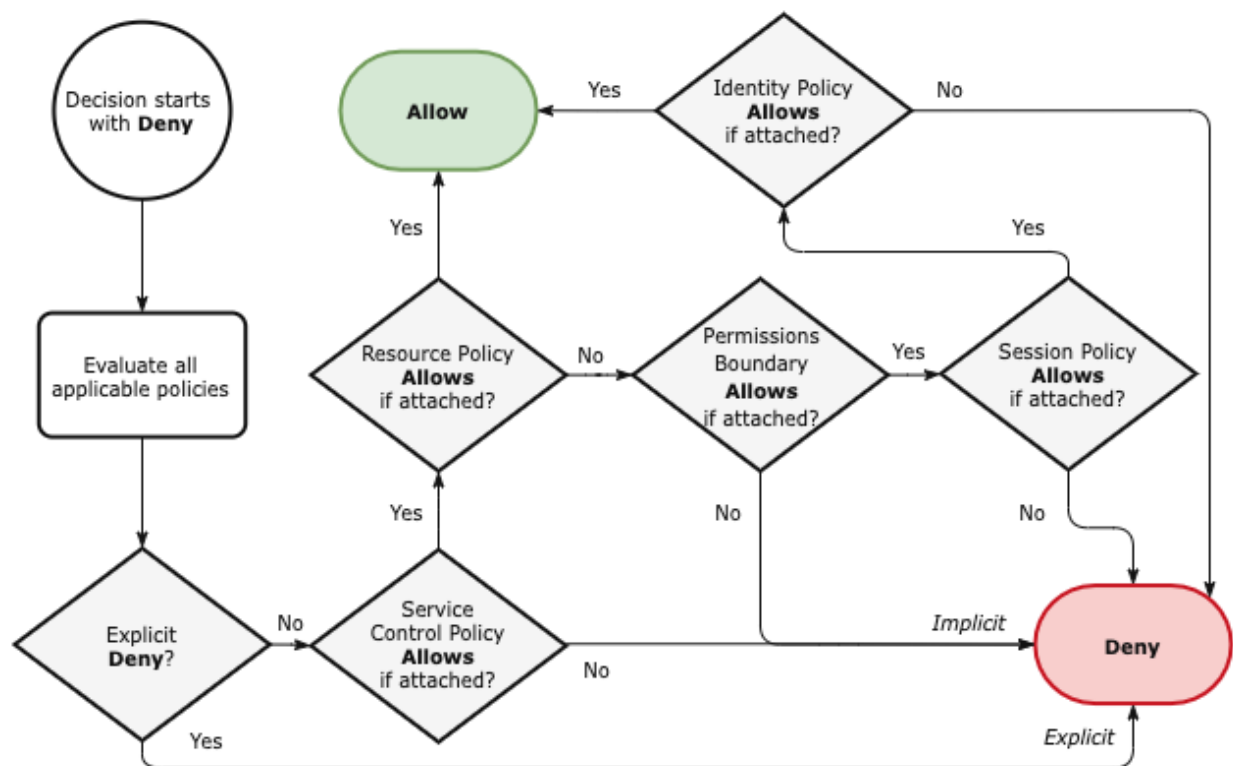 Decision starts
with Deny
Evaluate all
applicable policies
Explicit
Deny?
No
Yes
Service
Control Policy
Allows
if attached?
Yes
No
Resource Policy
Allows
if attached?
Yes
No
Allow
Permissions
Boundary
Allows
if attached?
Yes
No
Session Policy
Allows
if attached?
Yes
No
Identity Policy
Allows
if attached?
Yes
No
Implicit
Deny
Explicit